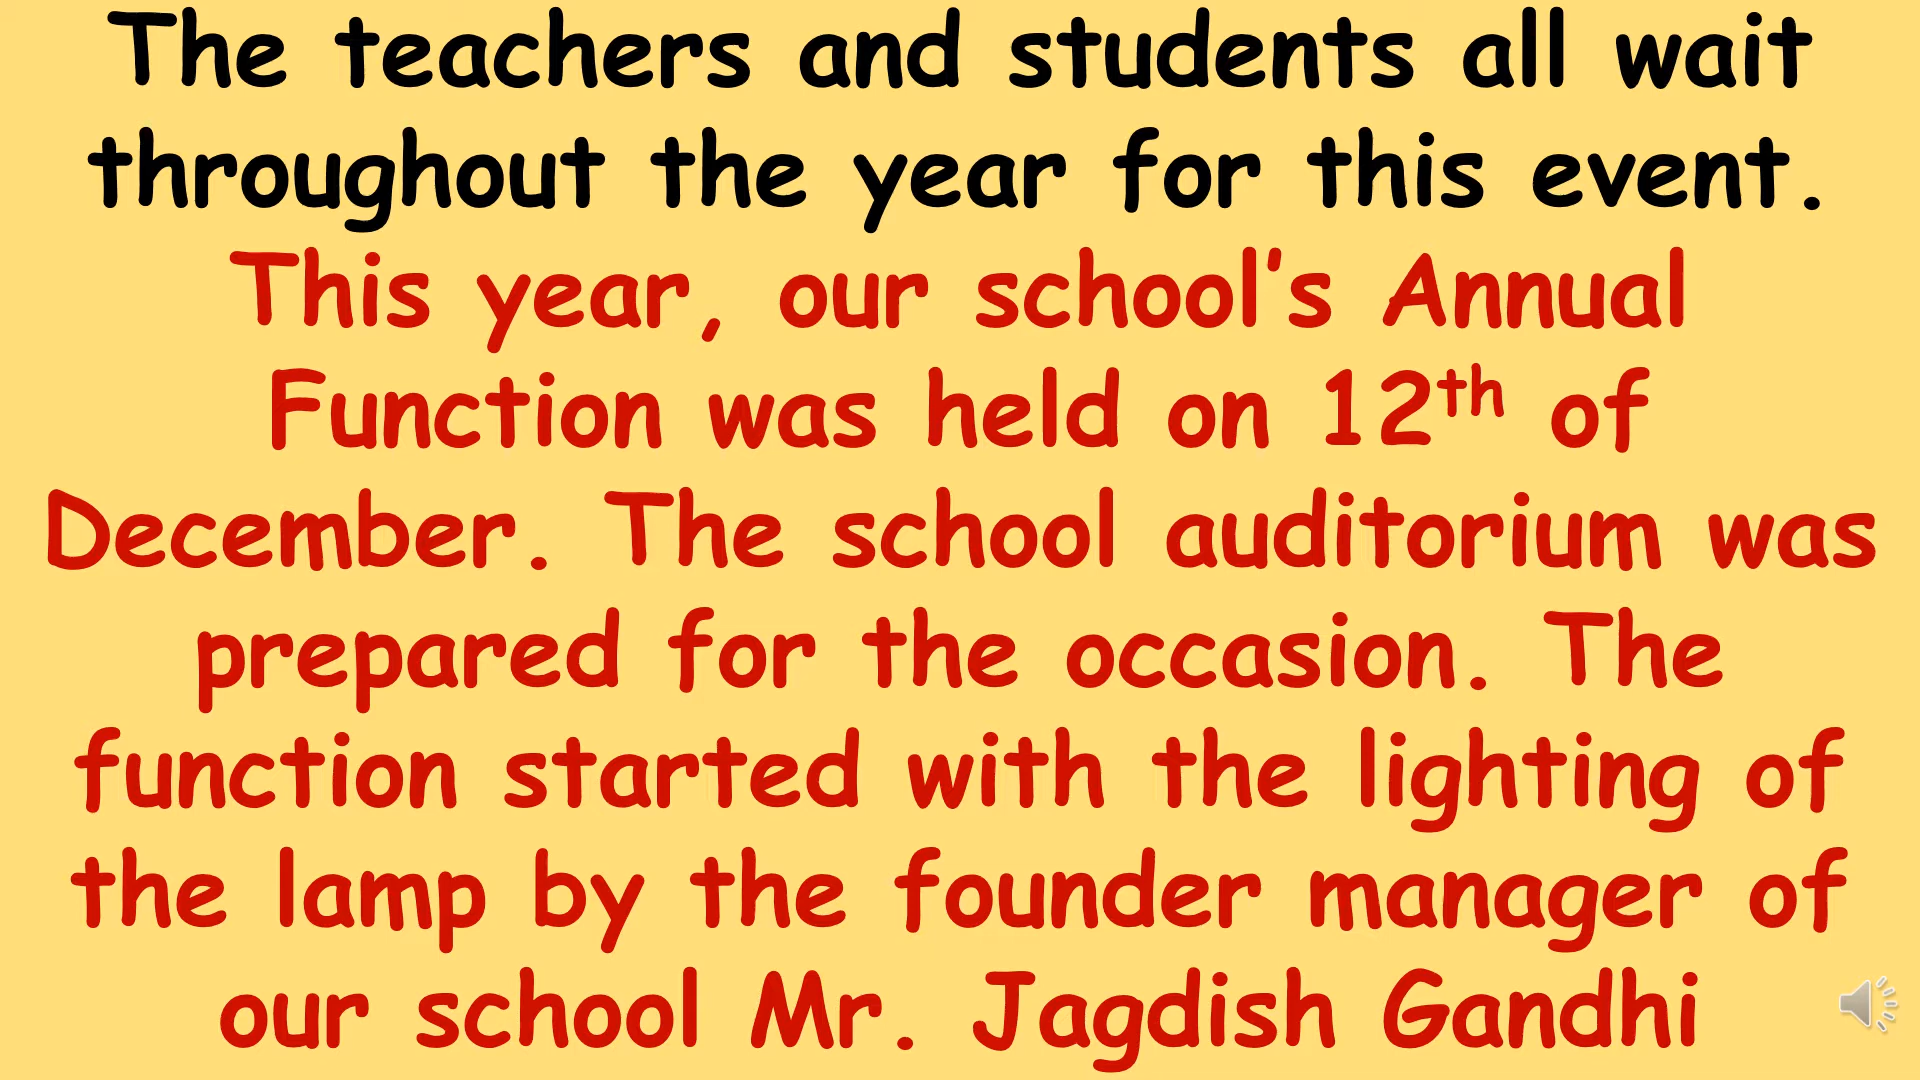 The teachers and students all wait
throughout the year for this event.
This year, our school’s Annual
Function was held on 12th of
December. The school auditorium was
prepared for the occasion. The
function started with the lighting of
the lamp by the founder manager of
our school Mr. Jagdish Gandhi